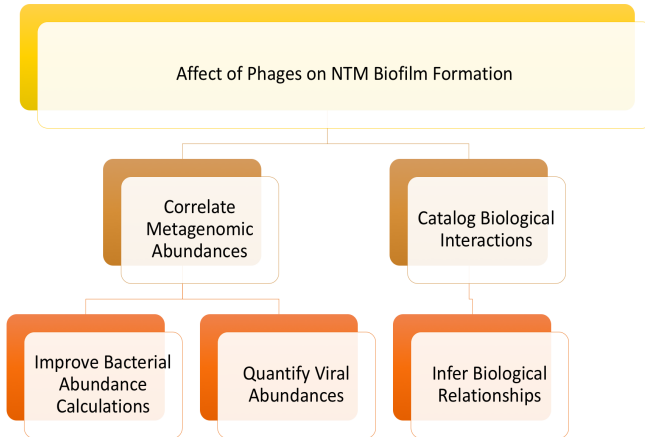 Affect of Phages on NTM Biofilm Formation
Correlate
Metagenomic
Abundances
Catalog Biological
Interactions
Improve Bacterial
Abundance
Calculations
Quantify Viral
Abundances
Infer Biological
Relationships